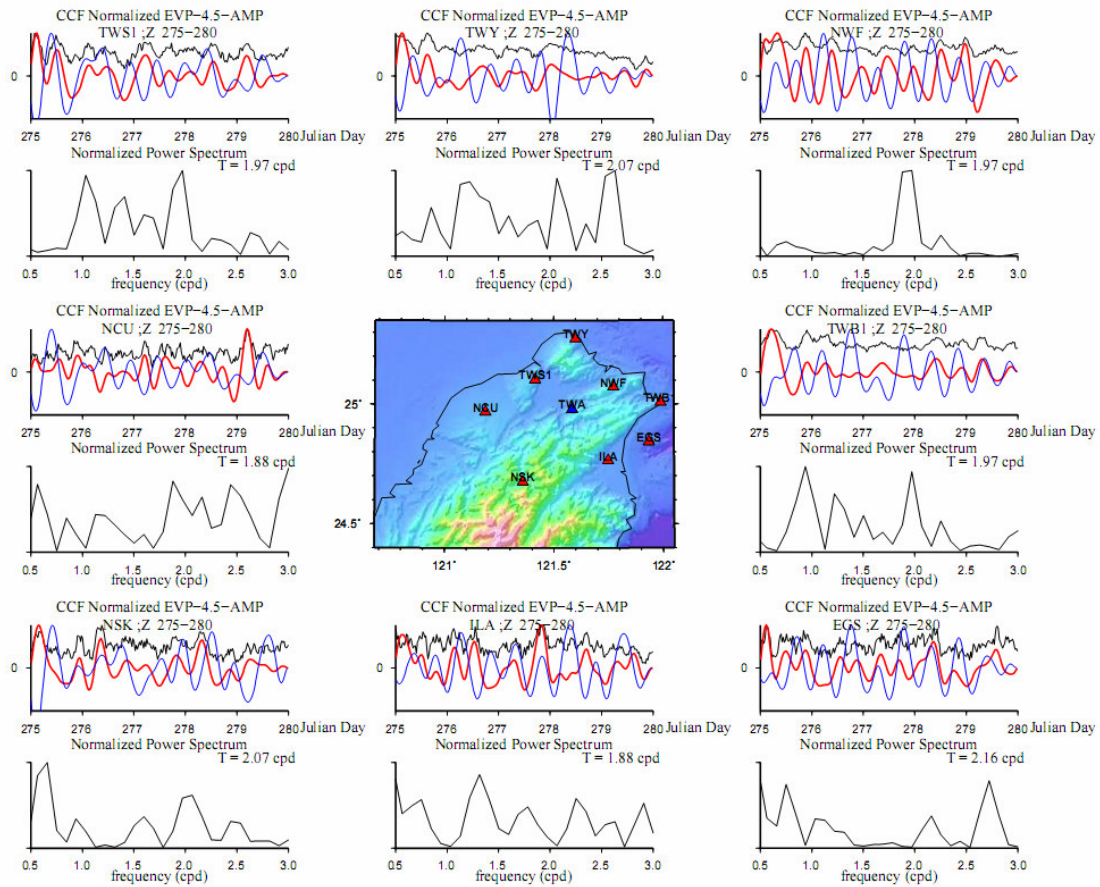 CCF Normalized EVP-4.5-AMP
TWS1 ;Z 275-280
0
275 276 277 278 279 280 Julian Day
Normalized Power Spectrum
T = 1.97 cpd
0.5 1.0 1.5 2.0 2.5 3.0
frequency (cpd)
CCF Normalized EVP-4.5-AMP
TWY ;Z 275-280
0
275 276 277 278 279 280 Julian Day
Normalized Power Spectrum
T = 2.07 cpd
0.5 1.0 1.5 2.0 2.5 3.0
frequency (cpd)
CCF Normalized EVP-4.5-AMP
NWF ;Z 275-280
0
275 276 277 278 279 280 Julian Day
Normalized Power Spectrum
T = 1.97 cpd
0.5 1.0 1.5 2.0 2.5 3.0
frequency (cpd)
CCF Normalized EVP-4.5-AMP
NCU ;Z 275-280
0
275 276 277 278 279 280 Julian Day
Normalized Power Spectrum
T = 1.88 cpd
0.5 1.0 1.5 2.0 2.5 3.0
frequency (cpd)
TWY
TWS1
NWF
25˚
NCU
TWA
TWB
EGS
ILA
NSK
24.5˚
121˚ 121.5˚ 122˚
CCF Normalized EVP-4.5-AMP
TWB1 ;Z 275-280
0
275 276 277 278 279 280 Julian Day
Normalized Power Spectrum
T = 1.97 cpd
0.5 1.0 1.5 2.0 2.5 3.0
frequency (cpd)
CCF Normalized EVP-4.5-AMP
NSK ;Z 275-280
0
275 276 277 278 279 280 Julian Day
Normalized Power Spectrum
T = 2.07 cpd
0.5 1.0 1.5 2.0 2.5 3.0
frequency (cpd)
CCF Normalized EVP-4.5-AMP
ILA ;Z 275-280
0
275 276 277 278 279 280 Julian Day
Normalized Power Spectrum
T = 1.88 cpd
0.5 1.0 1.5 2.0 2.5 3.0
frequency (cpd)
CCF Normalized EVP-4.5-AMP
EGS ;Z 275-280
0
275 276 277 278 279 280 Julian Day
Normalized Power Spectrum
T = 2.16 cpd
0.5 1.0 1.5 2.0 2.5 3.0
frequency (cpd)